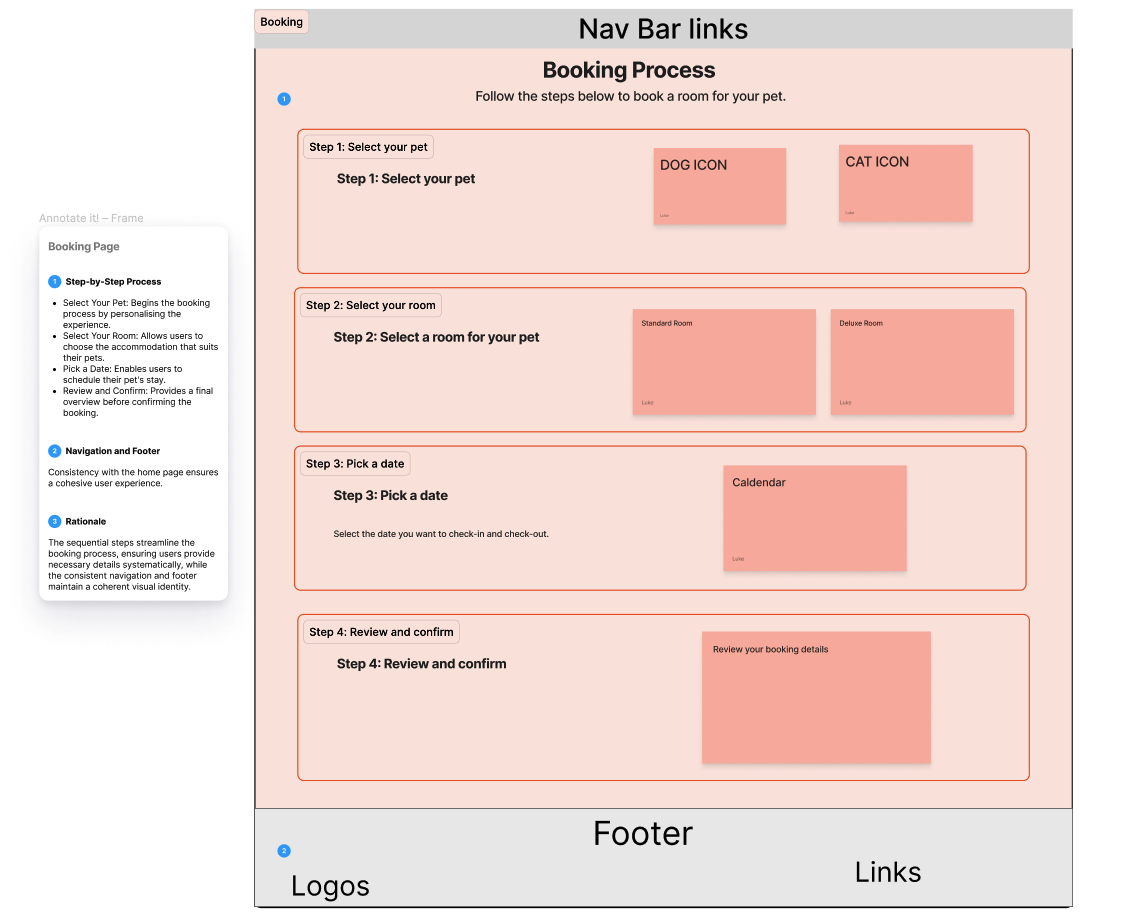 Booking
Nav Bar links
Booking Process
Follow the steps below to book a room for your pet.
1
Step 1: Select your pet
Step 1: Select your pet
DOG ICON
Luke
CAT ICON
Luke
Step 2: Select your room
Step 2: Select a room for your pet
Standard Room
Luke
Deluxe Room
Luke
Step 3: Pick a date
Step 3: Pick a date
Select the date you want to check-in and check-out.
Caldendar
Luke
Step 4: Review and confirm
Step 4: Review and confirm
Review your booking details
Footer
2
Logos
Links
Annotate it! – Frame
Booking Page
1 Step-by-Step Process
• Select Your Pet: Begins the booking
process by personalising the
experience.
• Select Your Room: Allows users to
choose the accommodation that suits
their pets.
• Pick a Date: Enables users to
schedule their pet's stay.
• Review and Confirm: Provides a final
overview before confirming the
booking.
2 Navigation and Footer
Consistency with the home page ensures
a cohesive user experience.
3 Rationale
The sequential steps streamline the
booking process, ensuring users provide
necessary details systematically, while
the consistent navigation and footer
maintain a coherent visual identity.